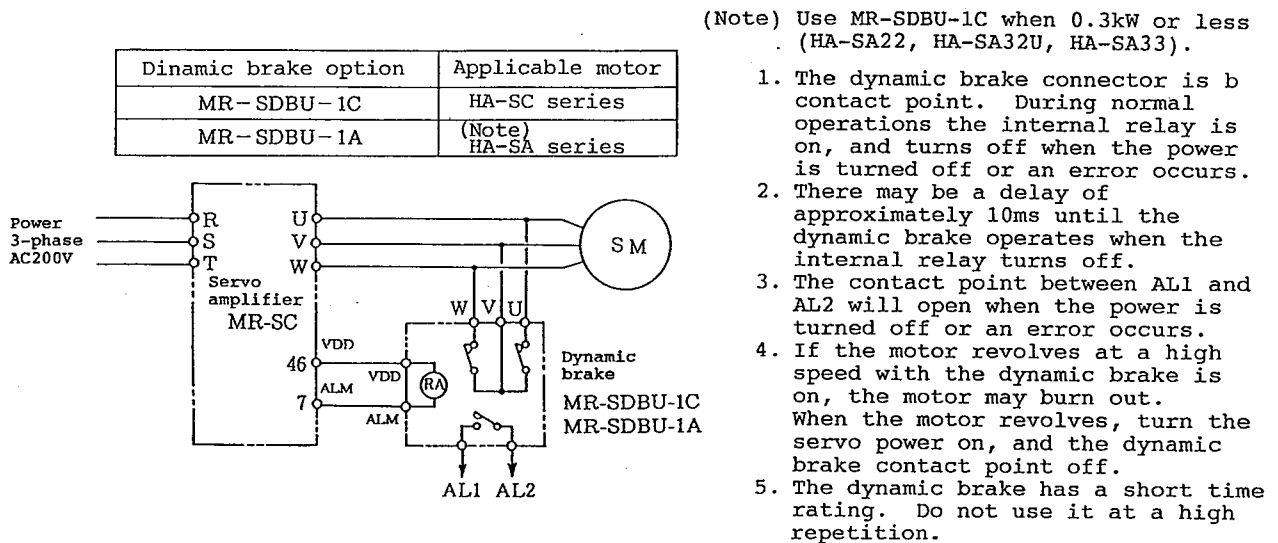 (Note) Use MR-SDBU-1C when 0.3kW or less
(HA-SA22, HA-SA32U, HA-SA33).
Dinamic brake option Applicable motor
MR-SDBU-1C HA-SC series
MR-SDBU-1A (Note)
HA-SA series
Power
3-phase
AC200V
R
S
T
U
V
W
Servo
amplifier
MR-SC
SM
W V U
46
VDD
VDD
RA
7
ALM
ALM
Dynamic
brake
MR-SDBU-1C
MR-SDBU-1A
AL1 AL2
1. The dynamic brake connector is b
contact point. During normal
operations the internal relay is
on, and turns off when the power
is turned off or an error occurs.
2. There may be a delay of
approximately 10ms until the
dynamic brake operates when the
internal relay turns off.
3. The contact point between AL1 and
AL2 will open when the power is
turned off or an error occurs.
4. If the motor revolves at a high
speed with the dynamic brake is
on, the motor may burn out.
When the motor revolves, turn the
servo power on, and the dynamic
brake contact point off.
5. The dynamic brake has a short time
rating. Do not use it at a high
repetition.